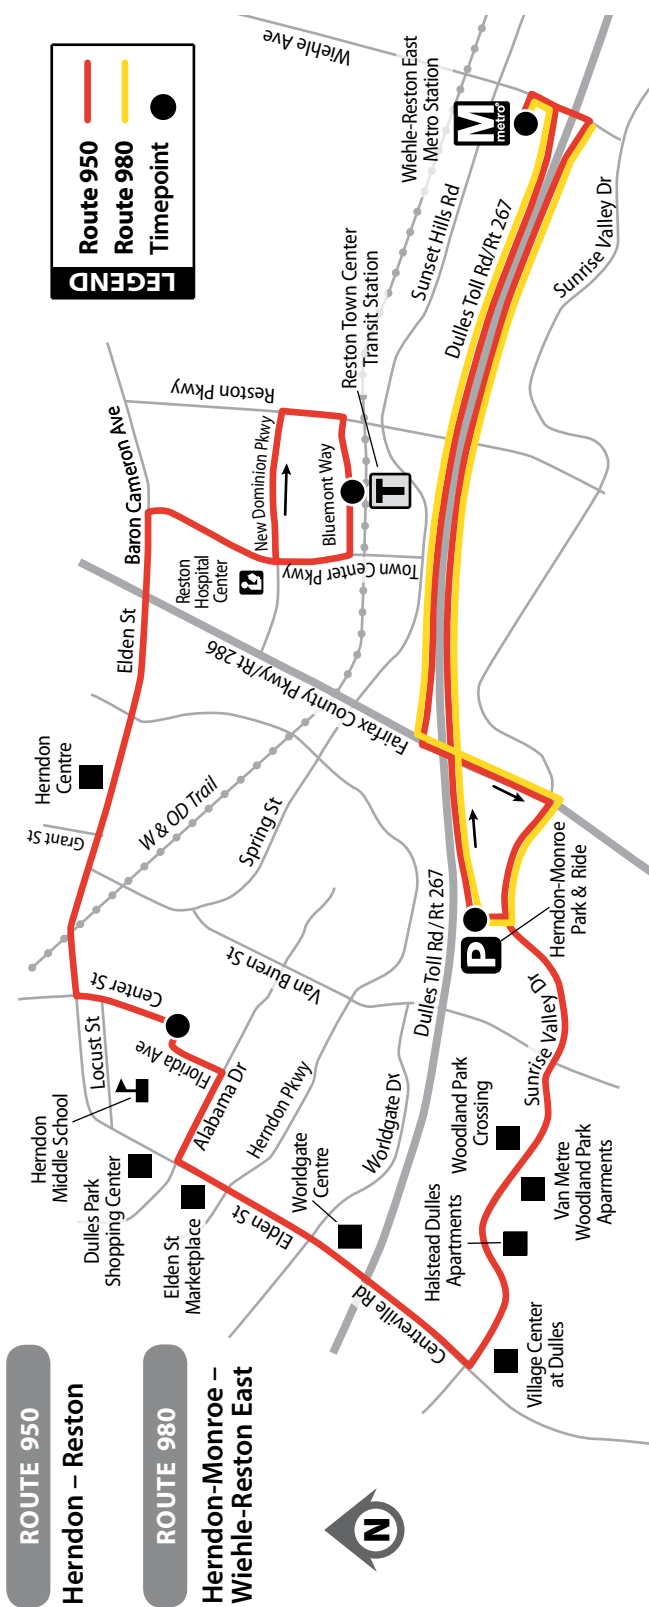 ROUTE 950
Herndon – Reston
ROUTE 980
Herndon-Monroe –
Wiehle-Reston East
N
LEGEND
Route 950
Route 980
Timepoint
Wiehle Ave
Wiehle-Reston East
Metro Station
M
metro®
Sunset Hills Rd
Dulles Toll Rd/Rt 267
Sunrise Valley Dr
Reston Town Center
Transit Station
T
Reston Pkwy
New Dominion Pkwy
Bluemont Way
Town Center Pkwy
Baron Cameron Ave
Reston
Hospital
Center
Elden St
Fairfax County Pkwy/Rt 286
Herndon
Centre
Grant St
W & OD Trail
Spring St
Van Buren St
Center St
Locust St
Florida Ave
Alabama Dr
Herndon Pkwy
Worldgate Dr
Dulles Toll Rd/Rt 267
P
Herndon-Monroe
Park & Ride
Sunrise Valley Dr
Herndon
Middle School
Dulles Park
Shopping Center
Elden St
Marketplace
Elden St
Worldgate
Centre
Centreville Rd
Woodland Park
Crossing
Van Metre
Woodland Park
Aparments
Halstead Dulles
Apartments
Village Center
at Dulles